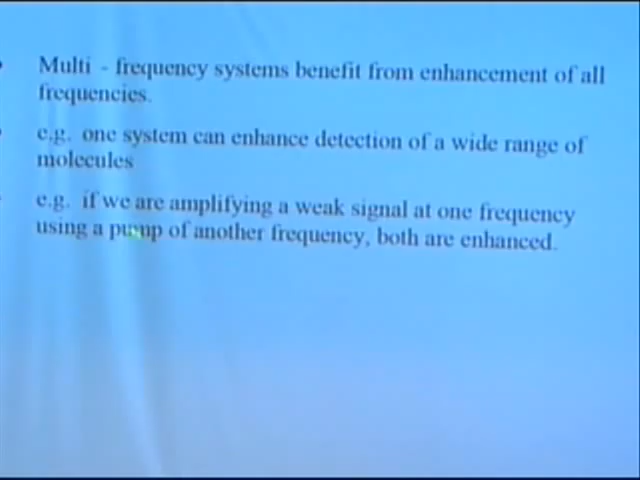 Multi - frequency systems benefit from enhancement of all
frequencies.
e.g. one system can enhance detection of a wide range of
molecules
e.g. if we are amplifying a weak signal at one frequency
using a pump of another frequency, both are enhanced.